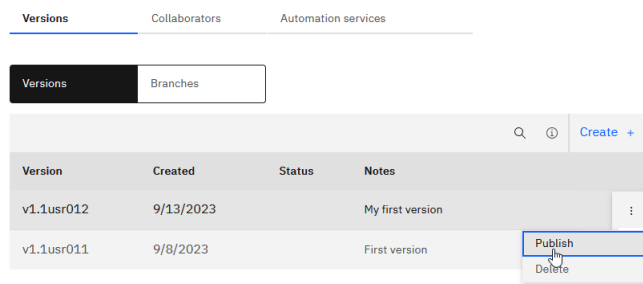 Versions Collaborators Automation services
Versions Branches
Create +
Version Created Status Notes
v1.1usr012 9/13/2023 My first version
v1.1usr011 9/8/2023 First version
Publish
Delete